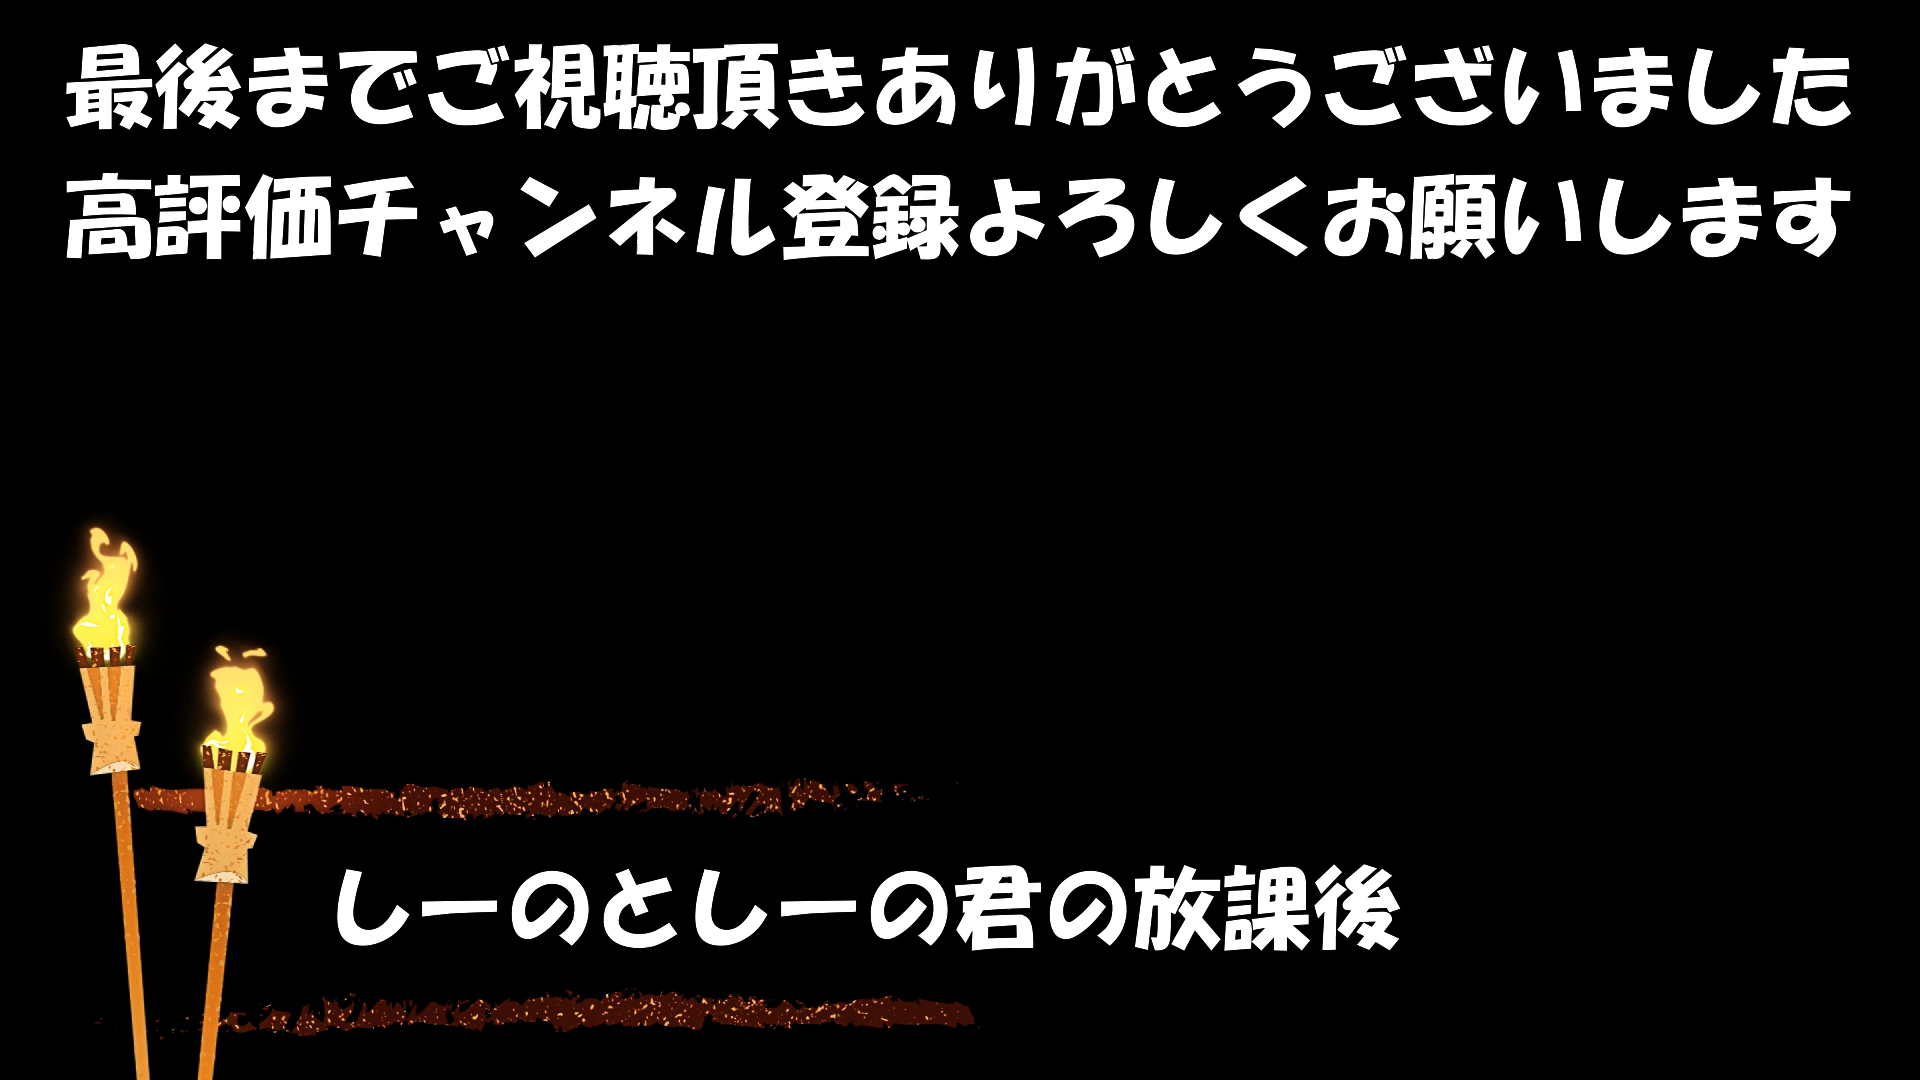 最後までご視聴頂きありがとうございました
高評価チャンネル登録よろしくお願いします
しーのとしーの君の放課後